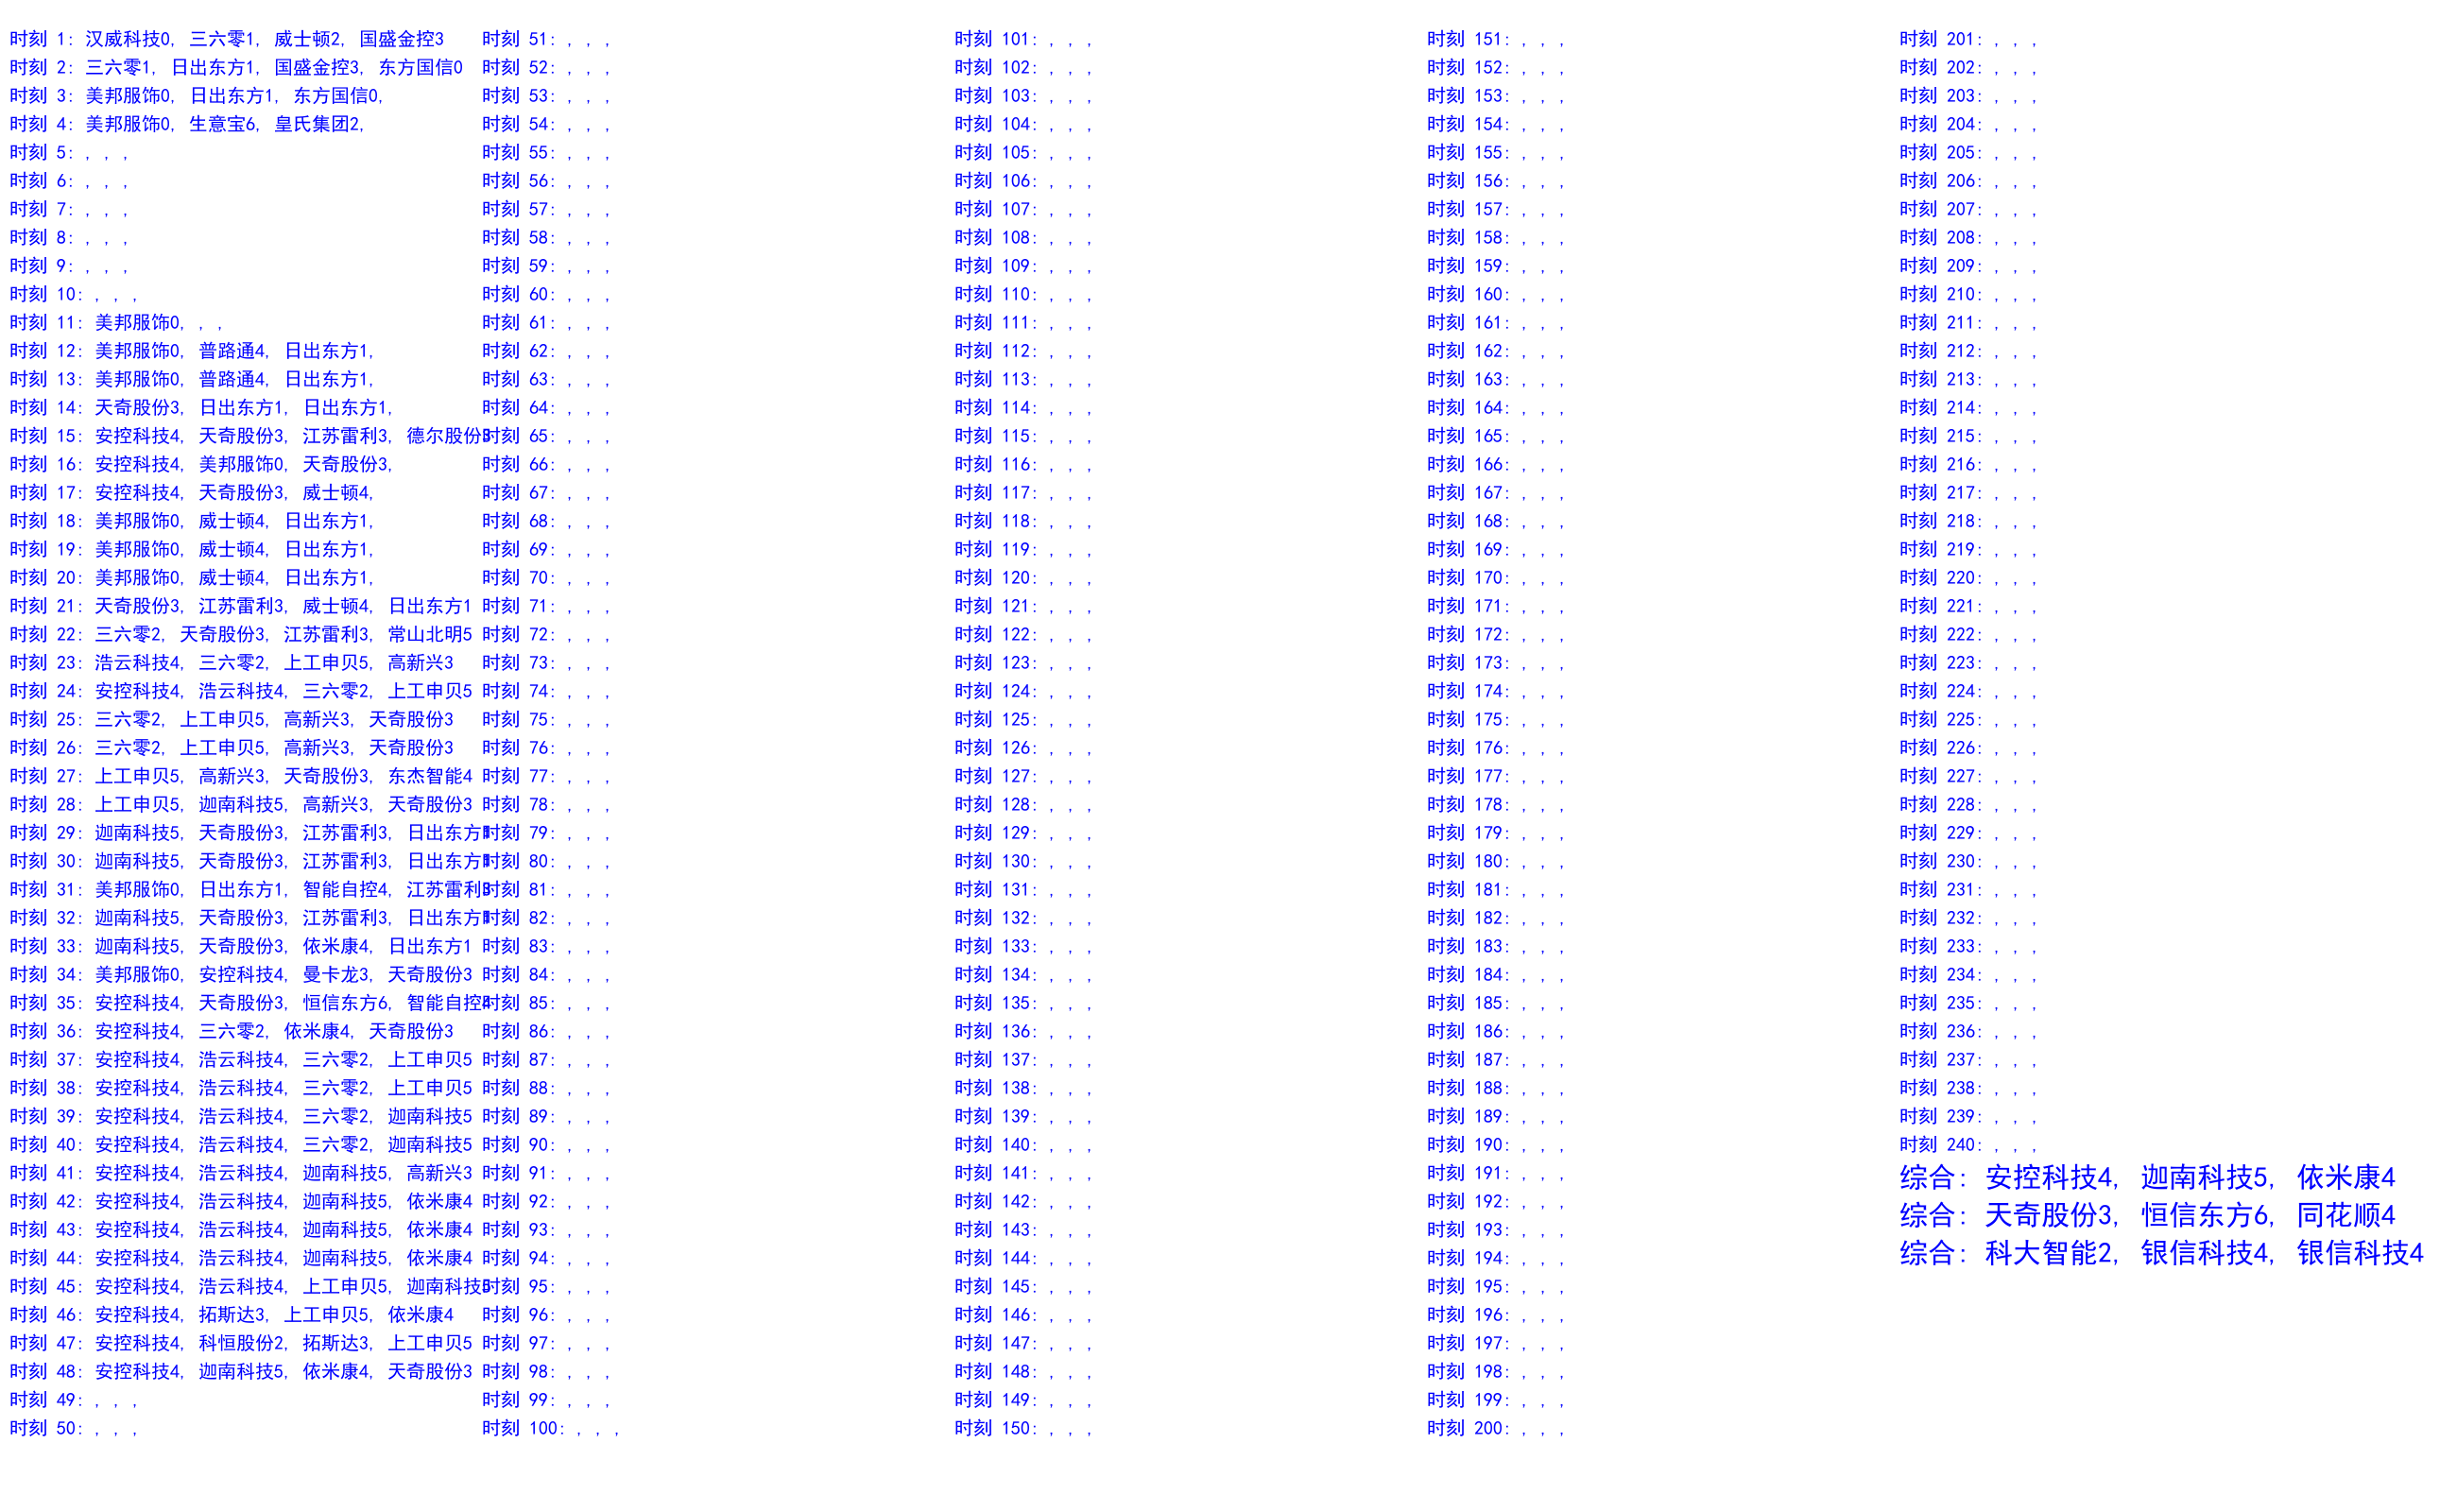 时刻 1: 汉威科技0, 三六零1, 威士顿2, 国盛金控3
时刻 2: 三六零1, 日出东方1, 国盛金控3, 东方国信0
时刻 3: 美邦服饰0, 日出东方1, 东方国信0,
时刻 4: 美邦服饰0, 生意宝6, 皇氏集团2,
时刻 5: , , ,
时刻 6: , , ,
时刻 7: , , ,
时刻 8: , , ,
时刻 9: , , ,
时刻 10: , , ,
时刻 11: 美邦服饰0, , ,
时刻 12: 美邦服饰0, 普路通4, 日出东方1,
时刻 13: 美邦服饰0, 普路通4, 日出东方1,
时刻 14: 天奇股份3, 日出东方1, 日出东方1,
时刻 15: 安控科技4, 天奇股份3, 江苏雷利3, 德尔股份
时刻 16: 安控科技4, 美邦服饰0, 天奇股份3,
时刻 17: 安控科技4, 天奇股份3, 威士顿4,
时刻 18: 美邦服饰0, 威士顿4, 日出东方1,
时刻 19: 美邦服饰0, 威士顿4, 日出东方1,
时刻 20: 美邦服饰0, 威士顿4, 日出东方1,
时刻 21: 天奇股份3, 江苏雷利3, 威士顿4, 日出东方1
时刻 22: 三六零2, 天奇股份3, 江苏雷利3, 常山北明5
时刻 23: 浩云科技4, 三六零2, 上工申贝5, 高新兴3
时刻 24: 安控科技4, 浩云科技4, 三六零2, 上工申贝5
时刻 25: 三六零2, 上工申贝5, 高新兴3, 天奇股份3
时刻 26: 三六零2, 上工申贝5, 高新兴3, 天奇股份3
时刻 27: 上工申贝5, 高新兴3, 天奇股份3, 东杰智能4
时刻 28: 上工申贝5, 迦南科技5, 高新兴3, 天奇股份3
时刻 29: 迦南科技5, 天奇股份3, 江苏雷利3, 日出东方1
时刻 30: 迦南科技5, 天奇股份3, 江苏雷利3, 日出东方1
时刻 31: 美邦服饰0, 日出东方1, 智能自控4, 江苏雷利3
时刻 32: 迦南科技5, 天奇股份3, 江苏雷利3, 日出东方1
时刻 33: 迦南科技5, 天奇股份3, 依米康4, 日出东方1
时刻 34: 美邦服饰0, 安控科技4, 曼卡龙3, 天奇股份3
时刻 35: 安控科技4, 天奇股份3, 恒信东方6, 智能自控4
时刻 36: 安控科技4, 三六零2, 依米康4, 天奇股份3
时刻 37: 安控科技4, 浩云科技4, 三六零2, 上工申贝5
时刻 38: 安控科技4, 浩云科技4, 三六零2, 上工申贝5
时刻 39: 安控科技4, 浩云科技4, 三六零2, 迦南科技5
时刻 40: 安控科技4, 浩云科技4, 三六零2, 迦南科技5
时刻 41: 安控科技4, 浩云科技4, 迦南科技5, 高新兴3
时刻 42: 安控科技4, 浩云科技4, 迦南科技5, 依米康4
时刻 43: 安控科技4, 浩云科技4, 迦南科技5, 依米康4
时刻 44: 安控科技4, 浩云科技4, 迦南科技5, 依米康4
时刻 45: 安控科技4, 浩云科技4, 上工申贝5, 迦南科技5
时刻 46: 安控科技4, 拓斯达3, 上工申贝5, 依米康4
时刻 47: 安控科技4, 科恒股份2, 拓斯达3, 上工申贝5
时刻 48: 安控科技4, 迦南科技5, 依米康4, 天奇股份3
时刻 49: , , ,
时刻 50: , , ,
时刻 51: , , ,
时刻 52: , , ,
时刻 53: , , ,
时刻 54: , , ,
时刻 55: , , ,
时刻 56: , , ,
时刻 57: , , ,
时刻 58: , , ,
时刻 59: , , ,
时刻 60: , , ,
时刻 61: , , ,
时刻 62: , , ,
时刻 63: , , ,
时刻 64: , , ,
时刻 65: , , ,
时刻 66: , , ,
时刻 67: , , ,
时刻 68: , , ,
时刻 69: , , ,
时刻 70: , , ,
时刻 71: , , ,
时刻 72: , , ,
时刻 73: , , ,
时刻 74: , , ,
时刻 75: , , ,
时刻 76: , , ,
时刻 77: , , ,
时刻 78: , , ,
时刻 79: , , ,
时刻 80: , , ,
时刻 81: , , ,
时刻 82: , , ,
时刻 83: , , ,
时刻 84: , , ,
时刻 85: , , ,
时刻 86: , , ,
时刻 87: , , ,
时刻 88: , , ,
时刻 89: , , ,
时刻 90: , , ,
时刻 91: , , ,
时刻 92: , , ,
时刻 93: , , ,
时刻 94: , , ,
时刻 95: , , ,
时刻 96: , , ,
时刻 97: , , ,
时刻 98: , , ,
时刻 99: , , ,
时刻 100: , , ,
时刻 101: , , ,
时刻 102: , , ,
时刻 103: , , ,
时刻 104: , , ,
时刻 105: , , ,
时刻 106: , , ,
时刻 107: , , ,
时刻 108: , , ,
时刻 109: , , ,
时刻 110: , , ,
时刻 111: , , ,
时刻 112: , , ,
时刻 113: , , ,
时刻 114: , , ,
时刻 115: , , ,
时刻 116: , , ,
时刻 117: , , ,
时刻 118: , , ,
时刻 119: , , ,
时刻 120: , , ,
时刻 121: , , ,
时刻 122: , , ,
时刻 123: , , ,
时刻 124: , , ,
时刻 125: , , ,
时刻 126: , , ,
时刻 127: , , ,
时刻 128: , , ,
时刻 129: , , ,
时刻 130: , , ,
时刻 131: , , ,
时刻 132: , , ,
时刻 133: , , ,
时刻 134: , , ,
时刻 135: , , ,
时刻 136: , , ,
时刻 137: , , ,
时刻 138: , , ,
时刻 139: , , ,
时刻 140: , , ,
时刻 141: , , ,
时刻 142: , , ,
时刻 143: , , ,
时刻 144: , , ,
时刻 145: , , ,
时刻 146: , , ,
时刻 147: , , ,
时刻 148: , , ,
时刻 149: , , ,
时刻 150: , , ,
时刻 151: , , ,
时刻 152: , , ,
时刻 153: , , ,
时刻 154: , , ,
时刻 155: , , ,
时刻 156: , , ,
时刻 157: , , ,
时刻 158: , , ,
时刻 159: , , ,
时刻 160: , , ,
时刻 161: , , ,
时刻 162: , , ,
时刻 163: , , ,
时刻 164: , , ,
时刻 165: , , ,
时刻 166: , , ,
时刻 167: , , ,
时刻 168: , , ,
时刻 169: , , ,
时刻 170: , , ,
时刻 171: , , ,
时刻 172: , , ,
时刻 173: , , ,
时刻 174: , , ,
时刻 175: , , ,
时刻 176: , , ,
时刻 177: , , ,
时刻 178: , , ,
时刻 179: , , ,
时刻 180: , , ,
时刻 181: , , ,
时刻 182: , , ,
时刻 183: , , ,
时刻 184: , , ,
时刻 185: , , ,
时刻 186: , , ,
时刻 187: , , ,
时刻 188: , , ,
时刻 189: , , ,
时刻 190: , , ,
时刻 191: , , ,
时刻 192: , , ,
时刻 193: , , ,
时刻 194: , , ,
时刻 195: , , ,
时刻 196: , , ,
时刻 197: , , ,
时刻 198: , , ,
时刻 199: , , ,
时刻 200: , , ,
时刻 201: , , ,
时刻 202: , , ,
时刻 203: , , ,
时刻 204: , , ,
时刻 205: , , ,
时刻 206: , , ,
时刻 207: , , ,
时刻 208: , , ,
时刻 209: , , ,
时刻 210: , , ,
时刻 211: , , ,
时刻 212: , , ,
时刻 213: , , ,
时刻 214: , , ,
时刻 215: , , ,
时刻 216: , , ,
时刻 217: , , ,
时刻 218: , , ,
时刻 219: , , ,
时刻 220: , , ,
时刻 221: , , ,
时刻 222: , , ,
时刻 223: , , ,
时刻 224: , , ,
时刻 225: , , ,
时刻 226: , , ,
时刻 227: , , ,
时刻 228: , , ,
时刻 229: , , ,
时刻 230: , , ,
时刻 231: , , ,
时刻 232: , , ,
时刻 233: , , ,
时刻 234: , , ,
时刻 235: , , ,
时刻 236: , , ,
时刻 237: , , ,
时刻 238: , , ,
时刻 239: , , ,
时刻 240: , , ,
综合: 安控科技4, 迦南科技5, 依米康4
综合: 天奇股份3, 恒信东方6, 同花顺4
综合: 科大智能2, 银信科技4, 银信科技4